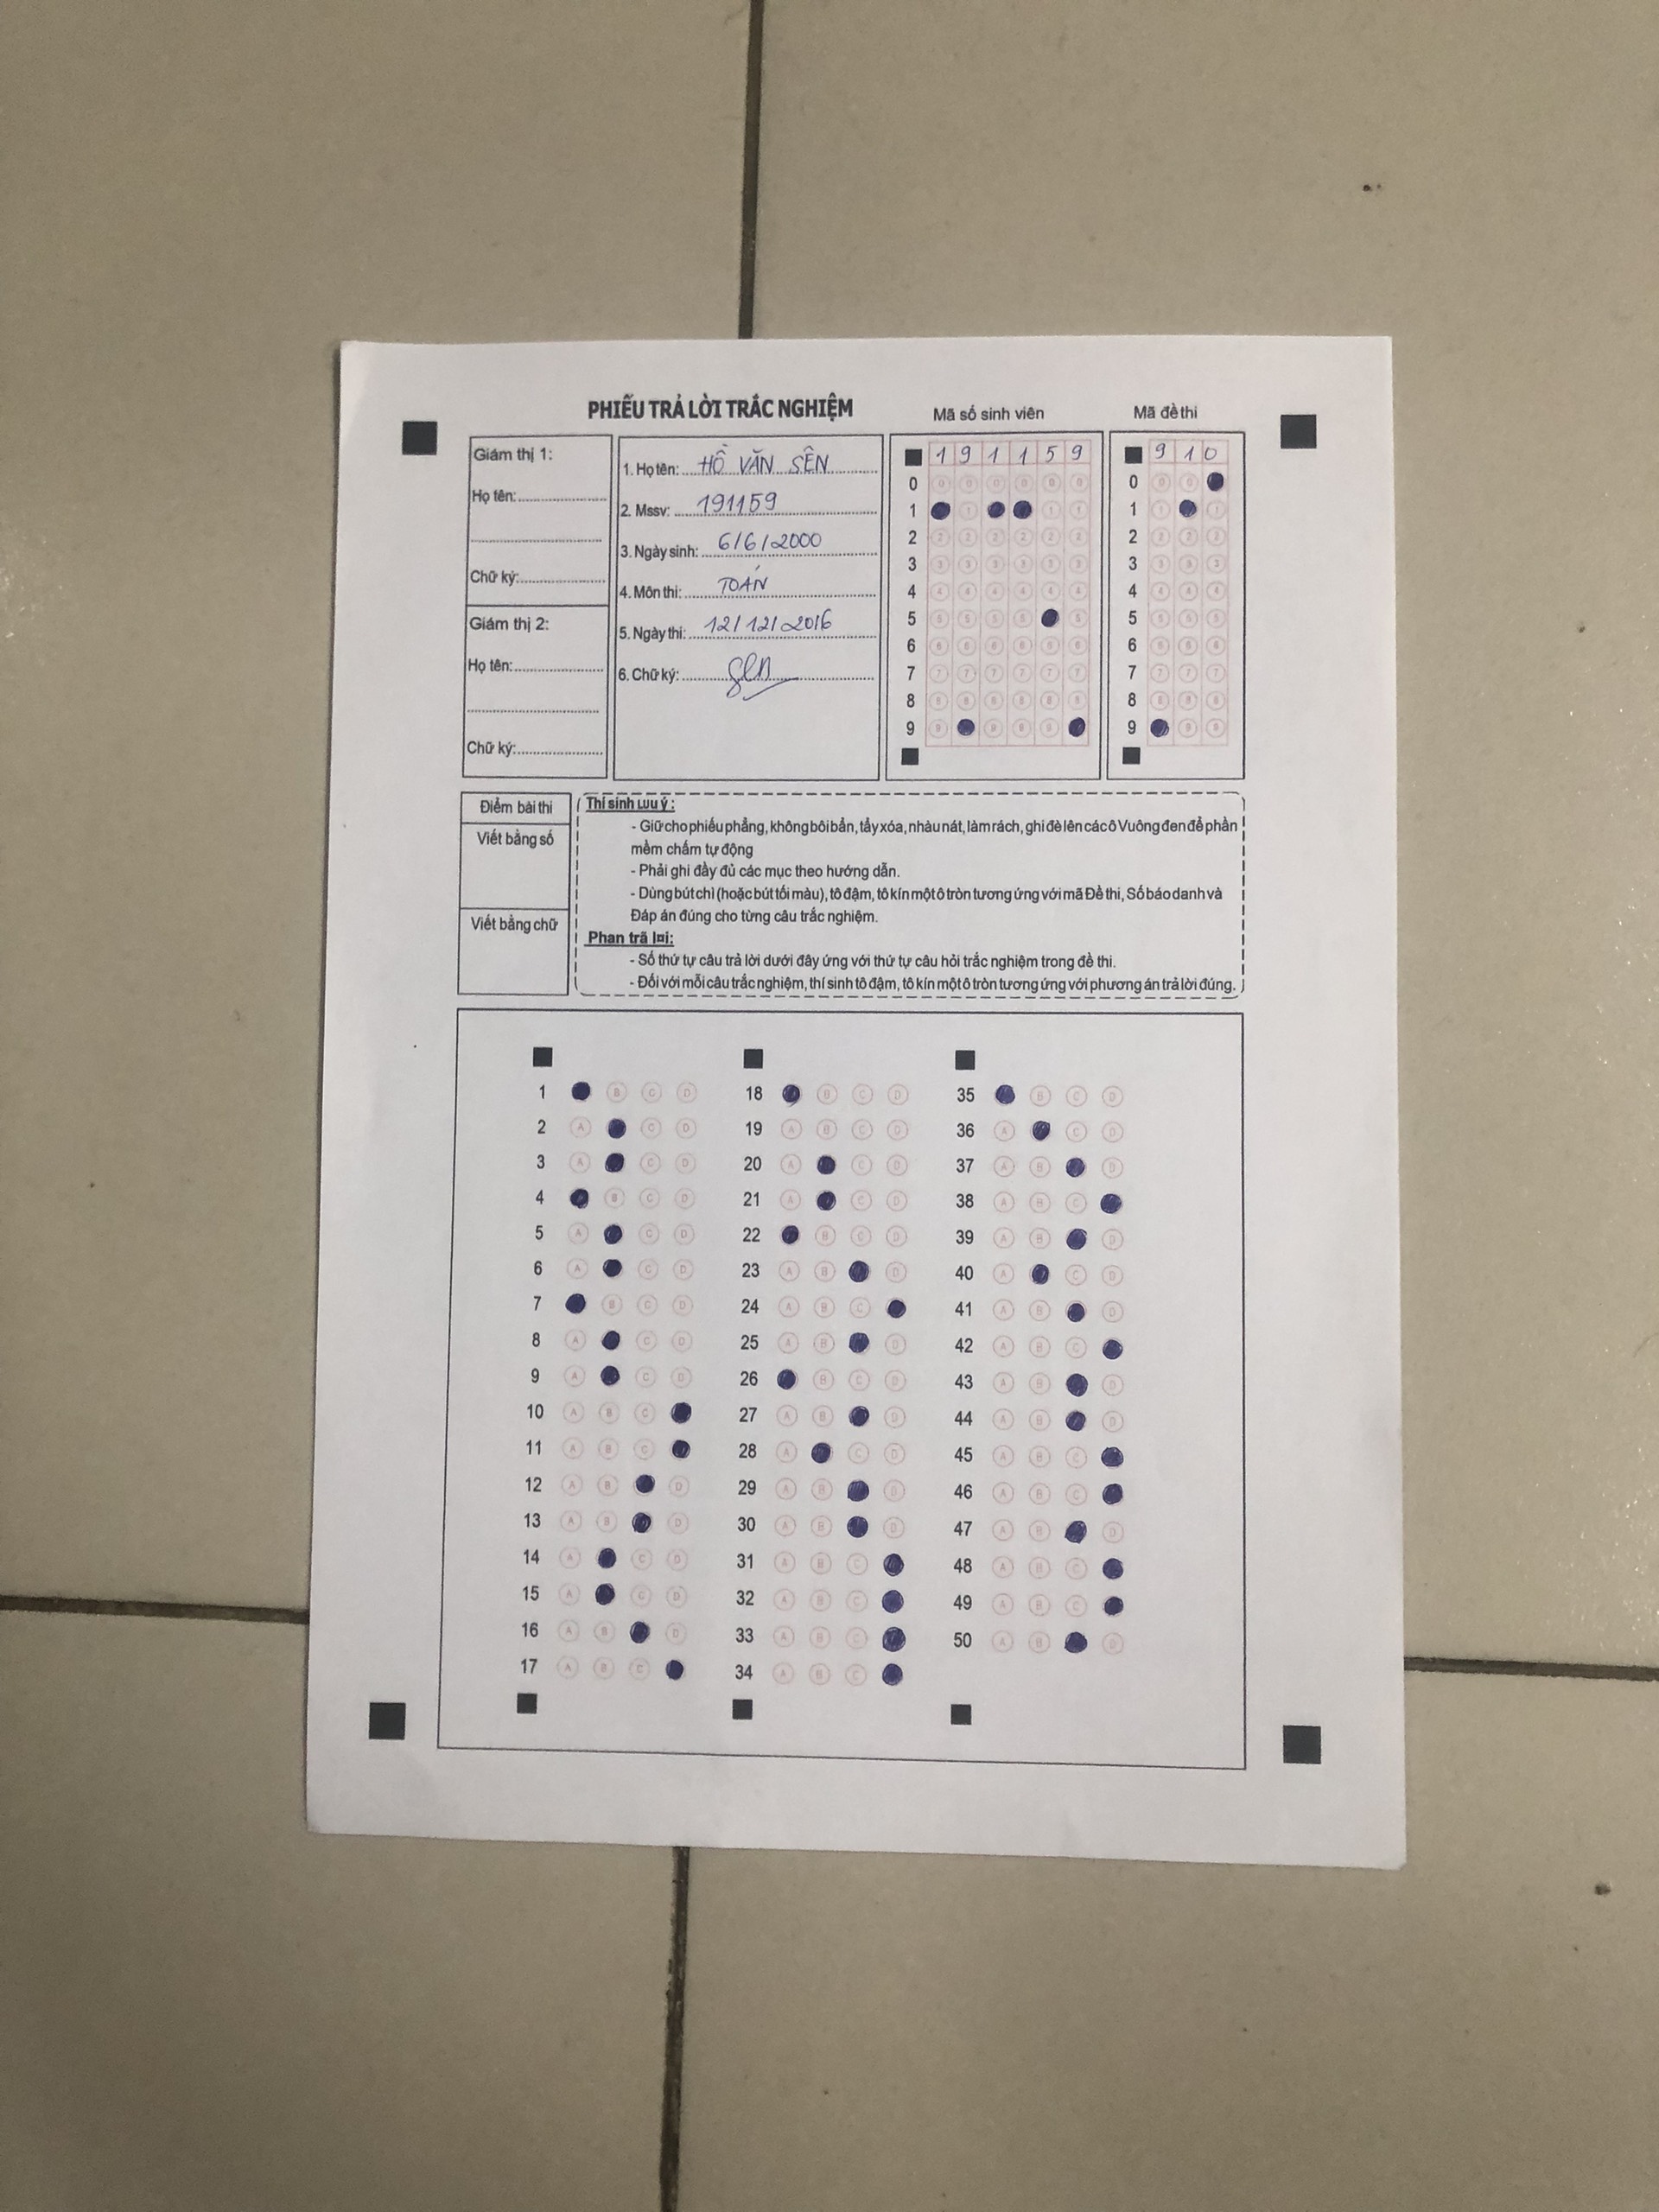 PHIẾU TRẢ LỜI TRẮC NGHIỆM
Mã số sinh viên
Mã đề thi
Giám thị 1:
Họ tên:
Chữ ký:
Giám thị 2:
Họ tên:
Chữ ký:
1. Họ tên: HỒ VĂN SÊN
2. Mssv: 191159
3. Ngày sinh: 6/6/2000
4. Môn thi: TOÁN
5. Ngày thi: 12/12/2016
6. Chữ ký:
1 9 1 1 5 9
0
1
2
3
4
5
6
7
8
9
9 1 0
0
1
2
3
4
5
6
7
8
9
Điểm bài thi
Viết bằng số
Viết bằng chữ
Thí sinh Lưu ý :
- Giữ cho phiếu phẳng, không bôi bẩn, tẩy xóa, nhàu nát, làm rách, ghi đè lên các ô Vuông đen để phần
mềm chấm tự động
- Phải ghi đầy đủ các mục theo hướng dẫn.
- Dùng bút chì (hoặc bút tối màu), tô đậm, tô kín một ô tròn tương ứng với mã Đề thi, Số báo danh và
Đáp án đúng cho từng câu trắc nghiệm.
Phan trã lời:
- Số thứ tự câu trả lời dưới đây ứng với thứ tự câu hỏi trắc nghiệm trong đề thi.
- Đối với mỗi câu trắc nghiệm, thí sinh tô đậm, tô kín một ô tròn tương ứng với phương án trả lời đúng.
1 B C D
2 A C D
3 A C D
4 B C D
5 A C D
6 A C D
7 B C D
8 A C D
9 A C D
10 A B C
11 A B C
12 A B D
13 A B D
14 A C D
15 A C D
16 A B D
17 A B C
18 B C D
19 A B C D
20 A C D
21 A C D
22 B C D
23 A B D
24 A B C
25 A B D
26 B C D
27 A B D
28 A C D
29 A B D
30 A B D
31 A B C
32 A B C
33 A B C
34 A B C
35 B C D
36 A C D
37 A B D
38 A B C
39 A B D
40 A C D
41 A B D
42 A B C
43 A B D
44 A B D
45 A B C
46 A B C
47 A B D
48 A B C
49 A B C
50 A B D